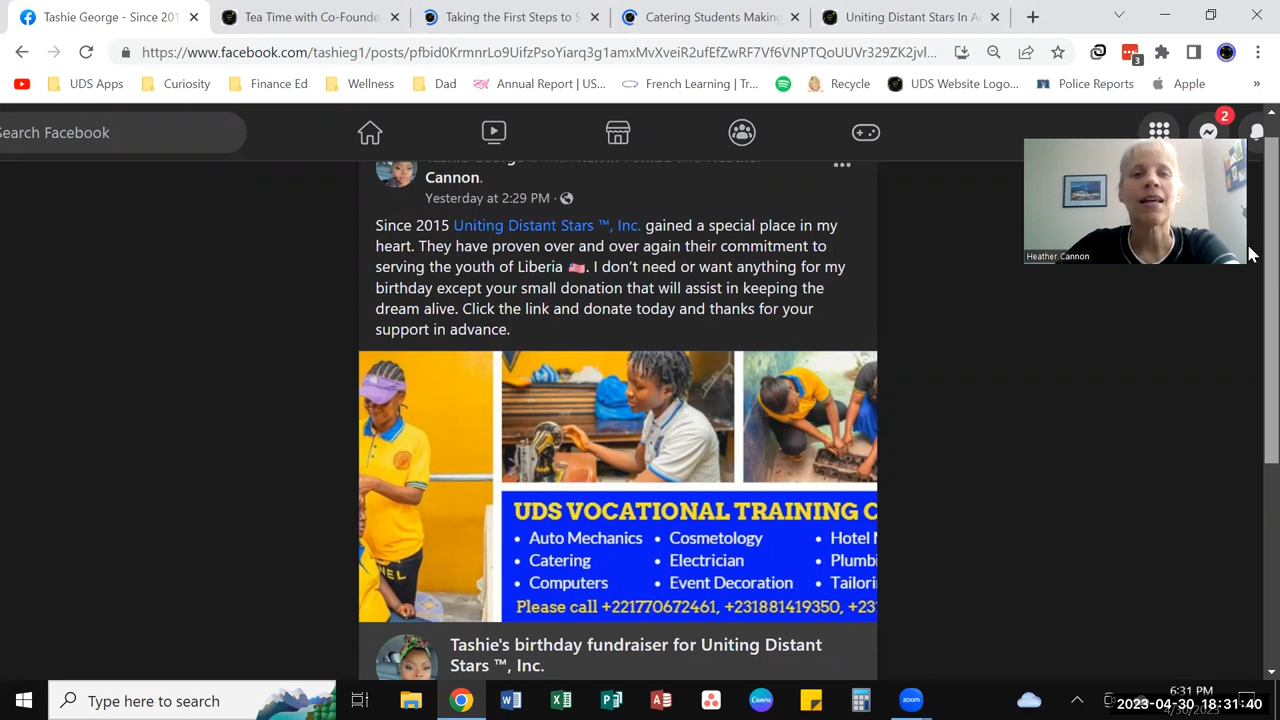 Tashie George - Since 201
Tea Time with Co-Founde
Taking the First Steps to S
Catering Students Making
Uniting Distant Stars In A
https://www.facebook.com/tashieg1/posts/pfbid0KrmnrLo9UifzPsoYiarq3g1amxMvXveiR2ufEfZwRF7Vf6VNPTQoUUVr329ZK2jvI...
3
UDS Apps
Curiosity
Finance Ed
Wellness
Dad
Annual Report | US...
French Learning | Tr...
Recycle
UDS Website Logo...
Police Reports
Apple
»
Search Facebook
2
Cannon.
Yesterday at 2:29 PM ·
Since 2015 Uniting Distant Stars ™, Inc. gained a special place in my
heart. They have proven over and over again their commitment to
serving the youth of Liberia 🇱🇷. I don't need or want anything for my
birthday except your small donation that will assist in keeping the
dream alive. Click the link and donate today and thanks for your
support in advance.
Heather Cannon
UDS VOCATIONAL TRAINING C
• Auto Mechanics • Cosmetology • Hotel
• Catering • Electrician • Plumbi
• Computers • Event Decoration • Tailori
Please call +221770672461, +231881419350, +23
Tashie's birthday fundraiser for Uniting Distant
Stars ™, Inc.
Type here to search
6:31 PM
2023-04-30 18:31:40